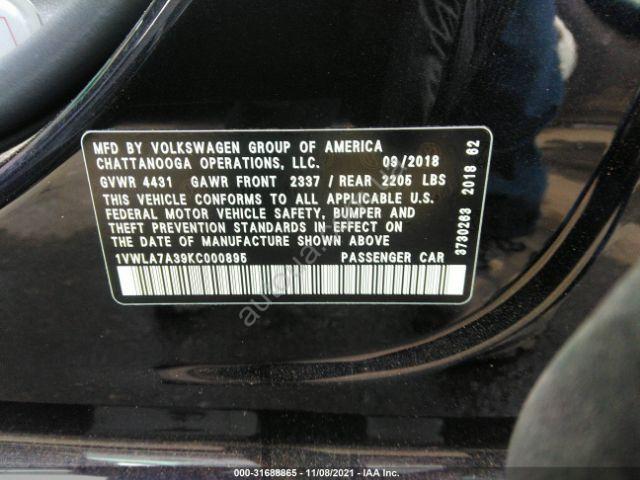 MFD BY VOLKSWAGEN GROUP OF AMERICA
CHATTANOOGA OPERATIONS, LLC. 09/2018
GVWR 4431 GAWR FRONT 2337 / REAR 2205 LBS
THIS VEHICLE CONFORMS TO ALL APPLICABLE U.S.
FEDERAL MOTOR VEHICLE SAFETY, BUMPER AND
THEFT PREVENTION STANDARDS IN EFFECT ON
THE DATE OF MANUFACTURE SHOWN ABOVE
1VWLA7A39KC000895 PASSENGER CAR
3730263 2018 62
000-31688865 - 11/08/2021 - IAA Inc.